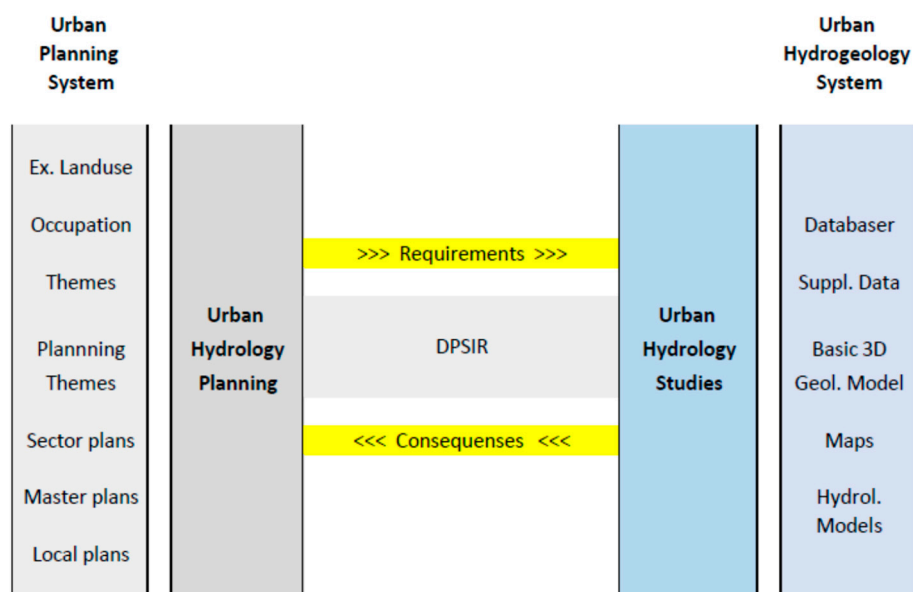 Urban
Planning
System
Urban
Hydrogeology
System
Ex. Landuse
Occupation
Themes
Plannning
Themes
Sector plans
Master plans
Local plans
Urban
Hydrology
Planning
>>> Requirements >>>
DPSIR
<<< Consequenses <<<
Urban
Hydrology
Studies
Databaser
Suppl. Data
Basic 3D
Geol. Model
Maps
Hydrol.
Models